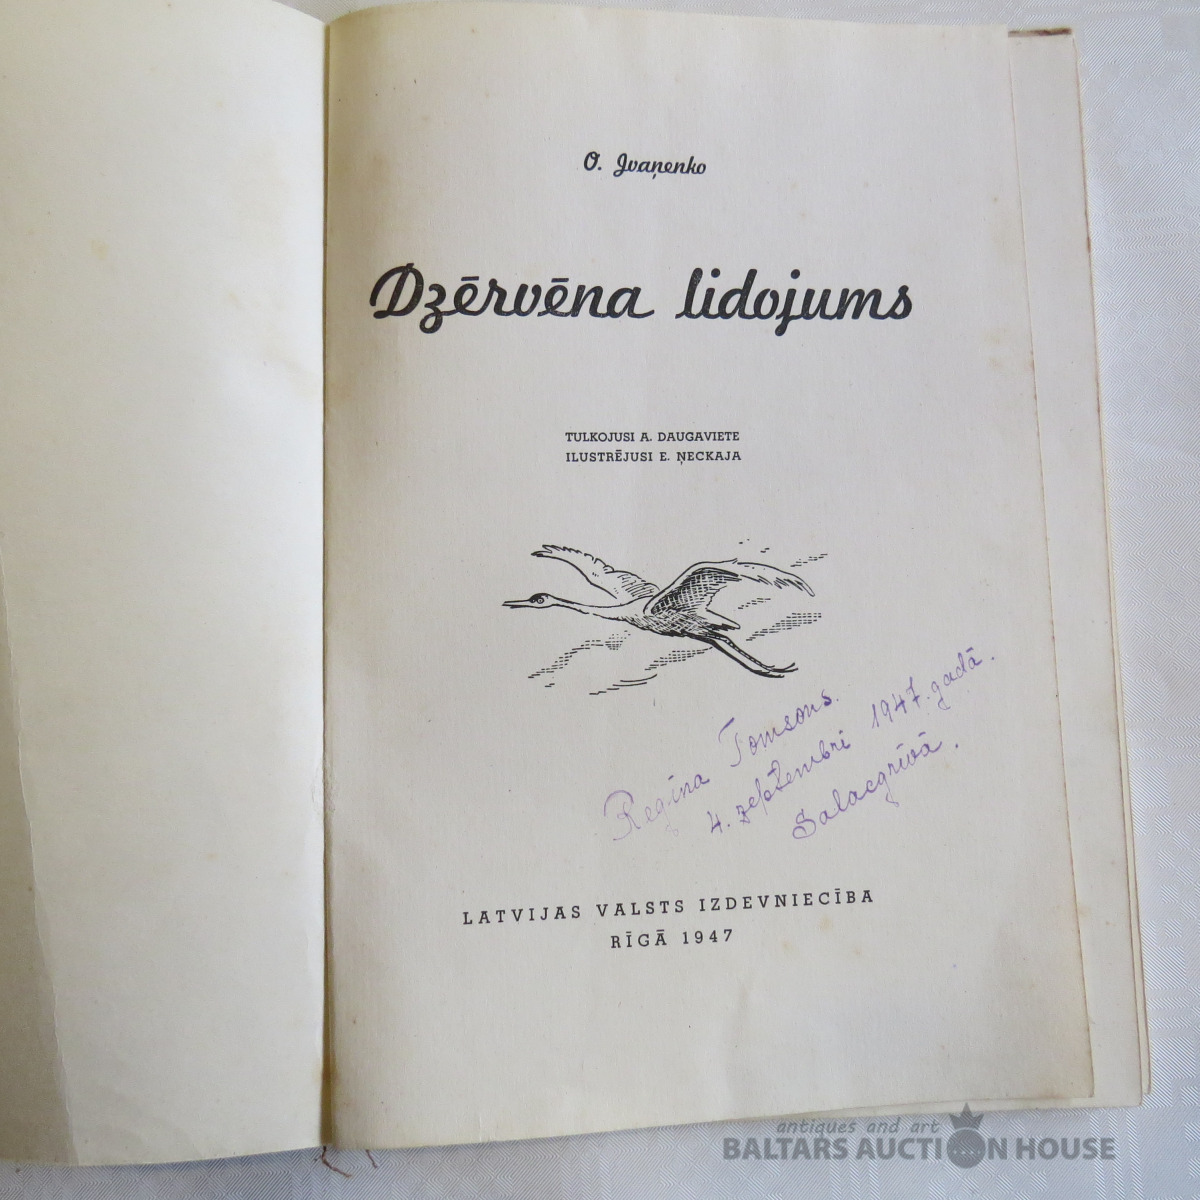 O. Ivaņenko
Dzērvēna lidojums
TULKOJUSI A. DAUGAVIETE
ILUSTRĒJUSI E. ŅECKAJA
Regina Tomsons.
4. zeptembri 1947. gadā.
Salacgrīvā.
LATVIJAS VALSTS IZDEVNIECĪBA
RĪGĀ 1947
antiques and art
BALTARS AUCTION HOUSE